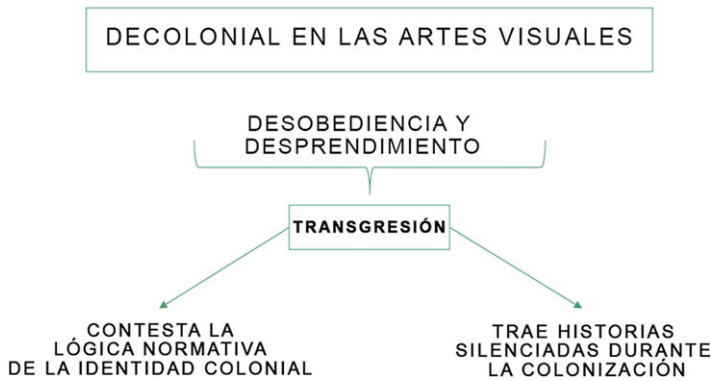 DECOLONIAL EN LAS ARTES VISUALES
DESOBEDIENCIA Y
DESPRENDIMIENTO
TRANSGRESIÓN
CONTESTA LA
LÓGICA NORMATIVA
DE LA IDENTIDAD COLONIAL
TRAE HISTORIAS
SILENCIADAS DURANTE
LA COLONIZACIÓN